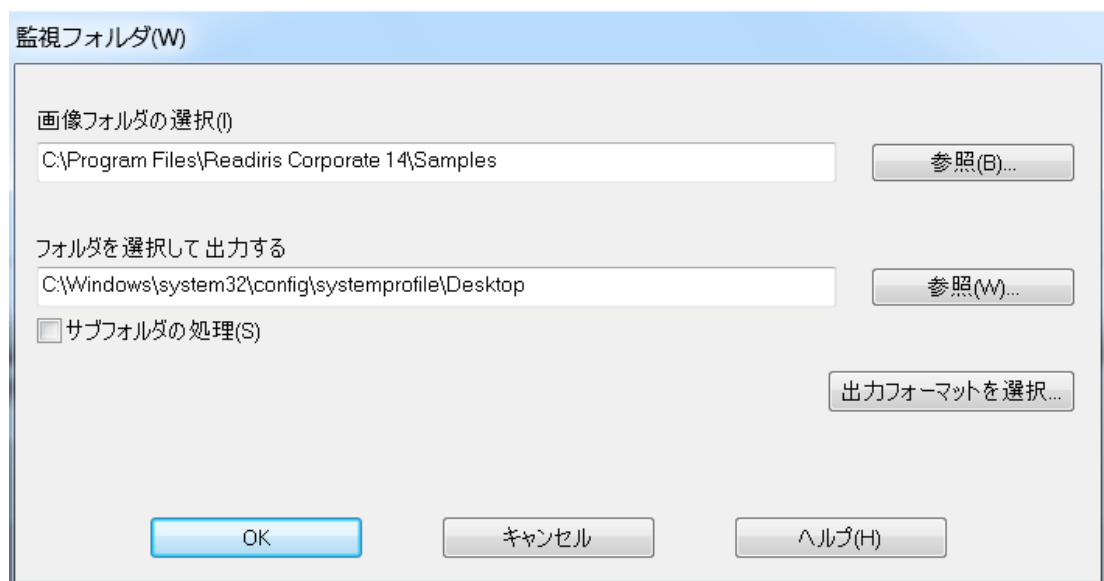 監視フォルダ(W)
画像フォルダの選択(I)
C:\Program Files\Readiris Corporate 14\Samples
参照(B)...
フォルダを選択して出力する
C:\Windows\system32\config\systemprofile\Desktop
参照(W)...
サブフォルダの処理(S)
出力フォーマットを選択...
OK
キャンセル
ヘルプ(H)